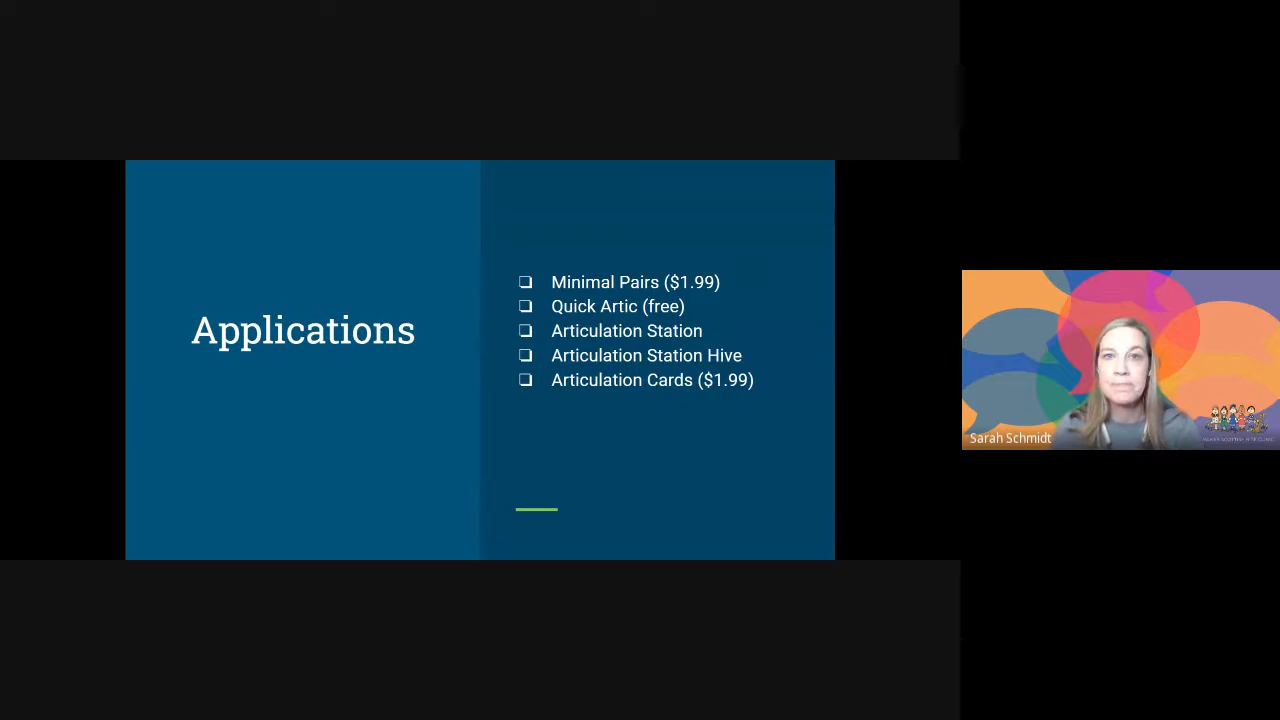 Applications
❏ Minimal Pairs ($1.99)
❏ Quick Artic (free)
❏ Articulation Station
❏ Articulation Station Hive
❏ Articulation Cards ($1.99)
Sarah Schmidt